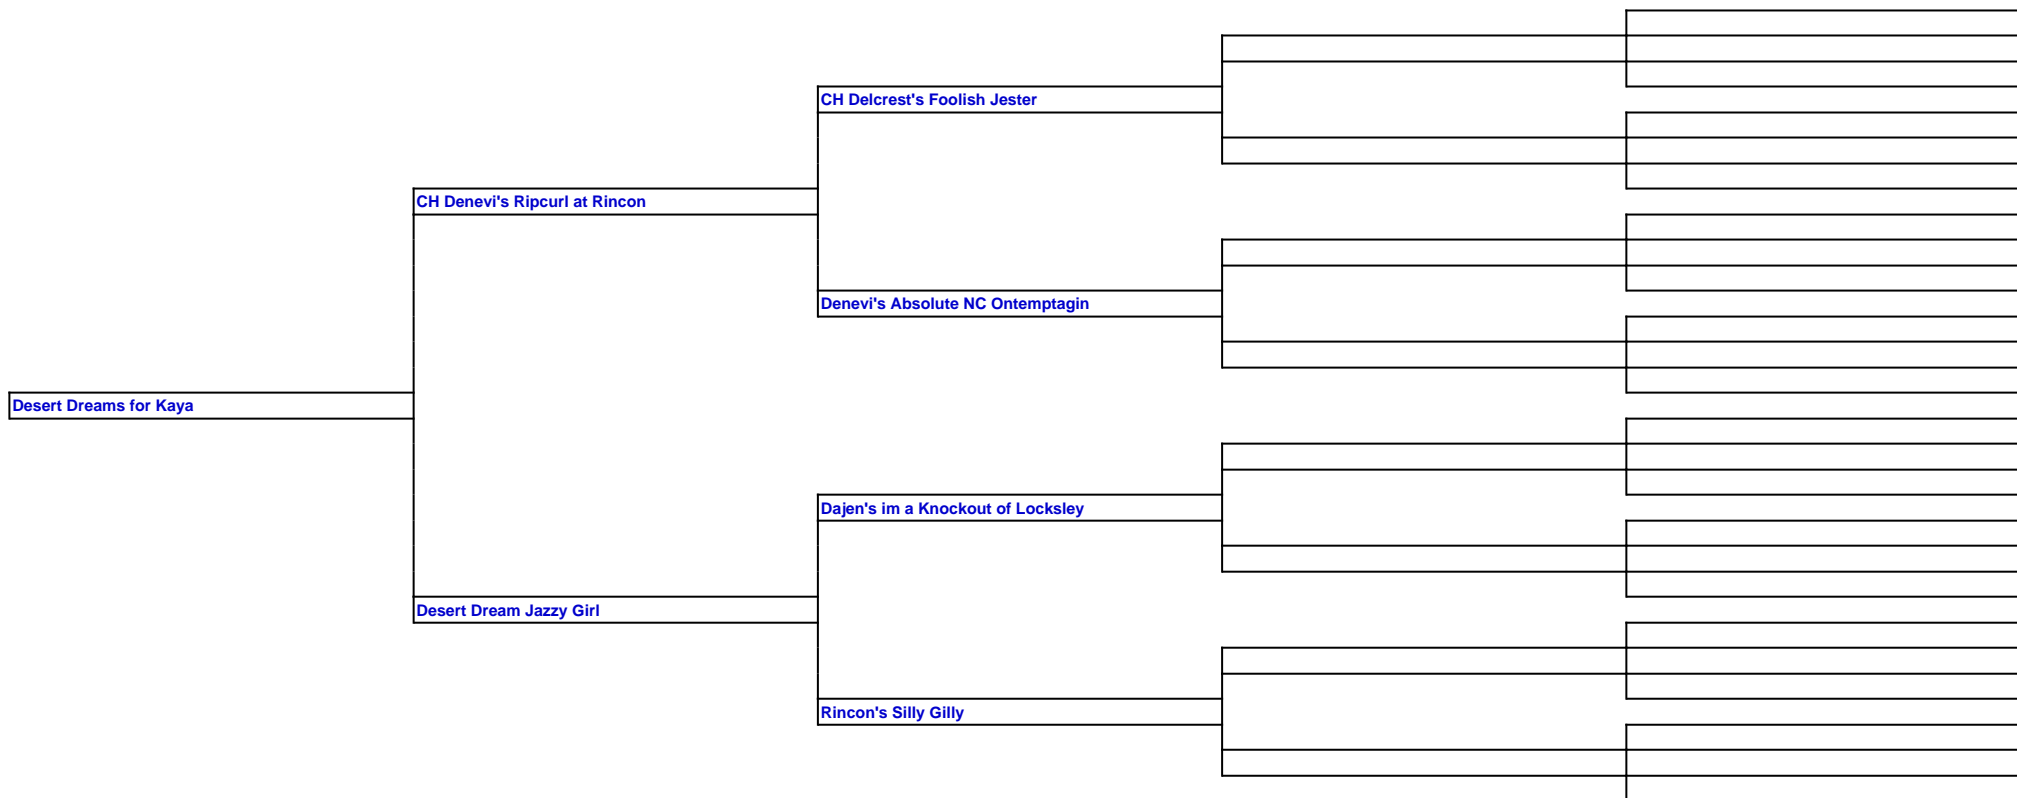 CH Delcrest's Foolish Jester
CH Denevi's Ripcurl at Rincon
Denevi's Absolute NC Ontemptagin
Desert Dreams for Kaya
Dajen's im a Knockout of Locksley
Desert Dream Jazzy Girl
Rincon's Silly Gilly